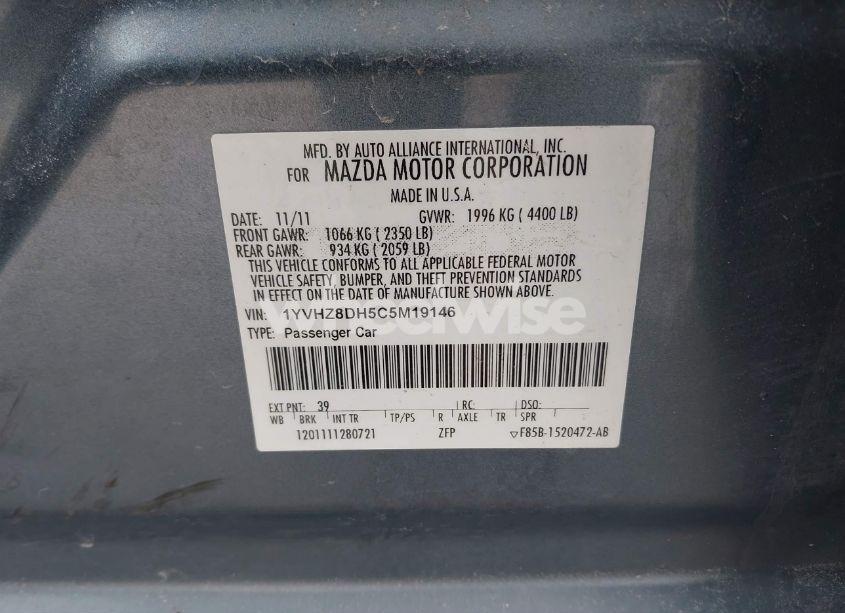 MFD. BY AUTO ALLIANCE INTERNATIONAL, INC.
FOR MAZDA MOTOR CORPORATION
MADE IN U.S.A.
DATE: 11/11 GVWR: 1996 KG ( 4400 LB)
FRONT GAWR: 1066 KG ( 2350 LB)
REAR GAWR: 934 KG ( 2059 LB)
THIS VEHICLE CONFORMS TO ALL APPLICABLE FEDERAL MOTOR
VEHICLE SAFETY, BUMPER, AND THEFT PREVENTION STANDARDS
IN EFFECT ON THE DATE OF MANUFACTURE SHOWN ABOVE.
VIN: 1YVHZ8DH5C5M19146
TYPE: Passenger Car
EXT PNT: 39 RC: DSO:
WB BRK INT TR TP/PS R AXLE TR SPR
1201111280721 ZFP ▽F85B-1520472-AB